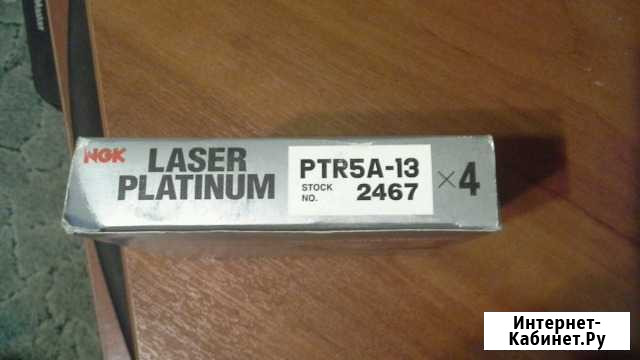 NGK
LASER
PLATINUM
PTR5A-13
STOCK
NO.
2467
×4
Интернет-
Кабинет.Ру